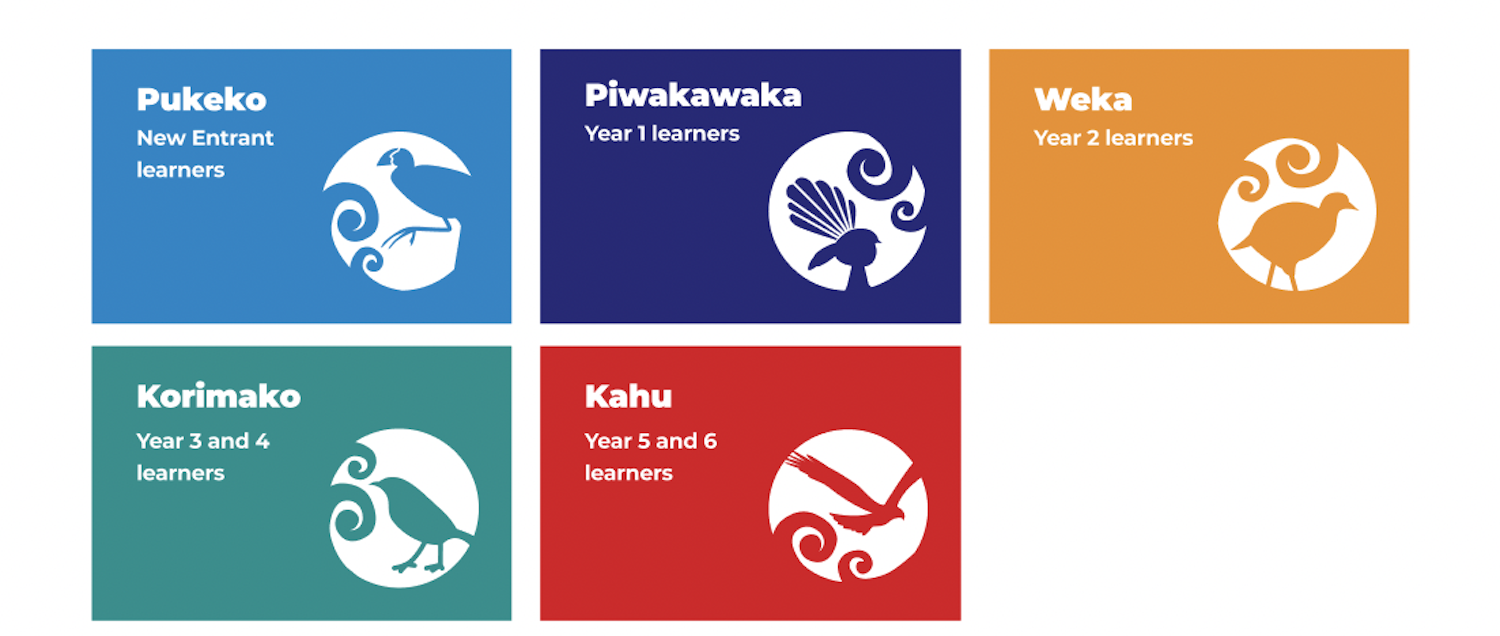 Pukeko
New Entrant
learners
Piwakawaka
Year 1 learners
Weka
Year 2 learners
Korimako
Year 3 and 4
learners
Kahu
Year 5 and 6
learners